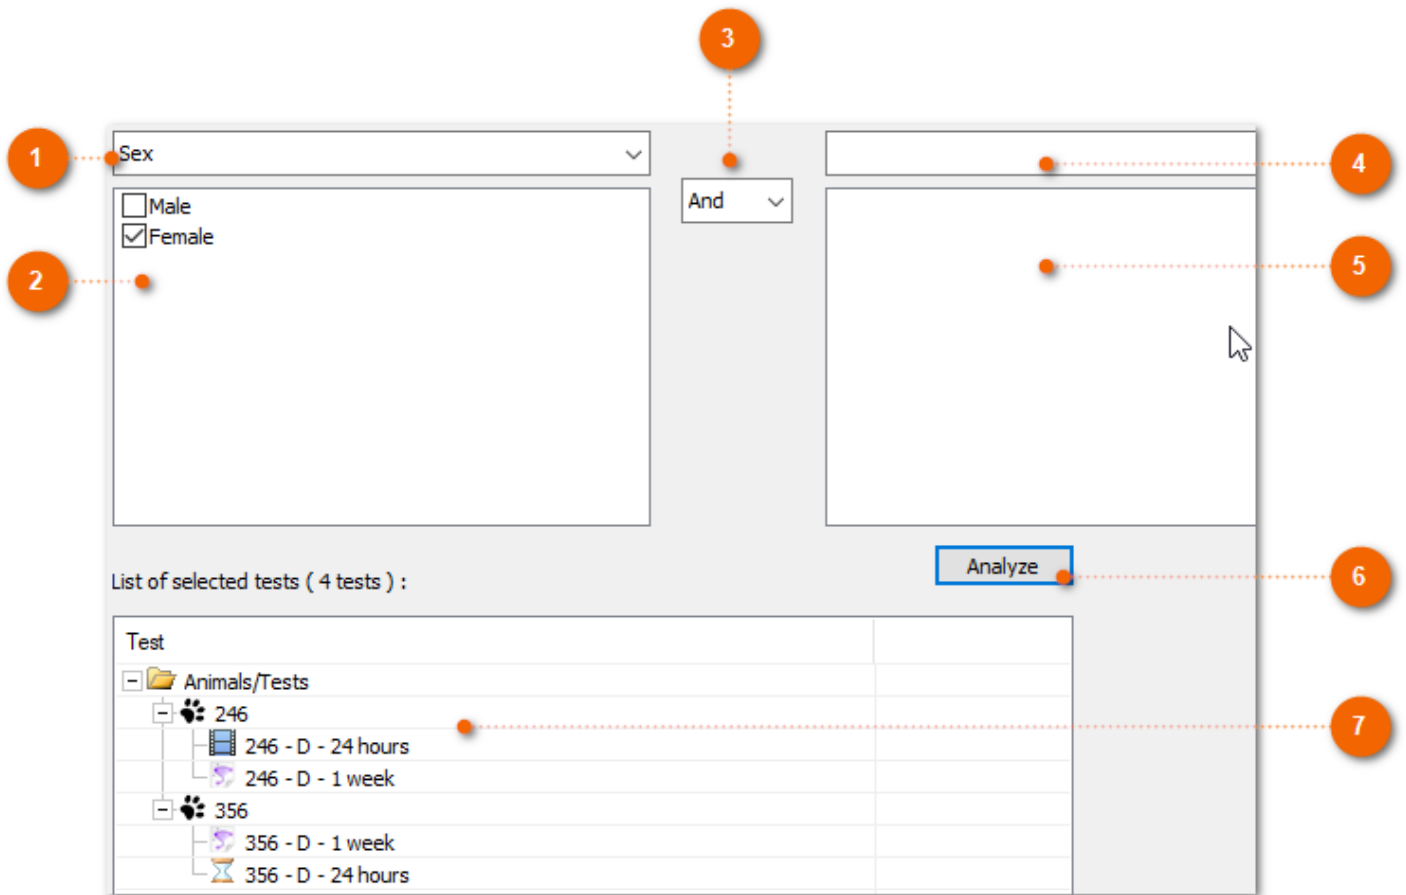 3
1
Sex
4
Male
And
Female
2
5
List of selected tests ( 4 tests ) :
Analyze
6
Test
Animals/Tests
246
7
246 - D - 24 hours
246 - D - 1 week
356
356 - D - 1 week
356 - D - 24 hours